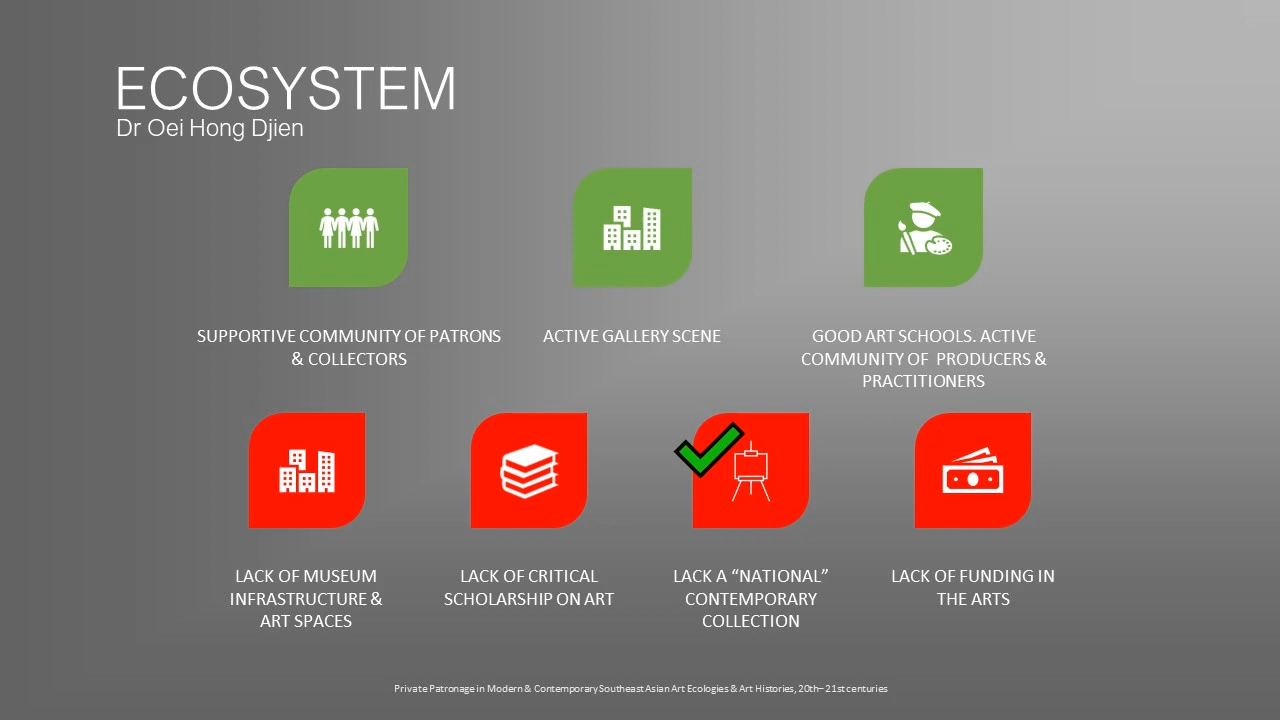 ECOSYSTEM
Dr Oei Hong Djien
SUPPORTIVE COMMUNITY OF PATRONS
& COLLECTORS
ACTIVE GALLERY SCENE
GOOD ART SCHOOLS. ACTIVE
COMMUNITY OF PRODUCERS &
PRACTITIONERS
LACK OF MUSEUM
INFRASTRUCTURE &
ART SPACES
LACK OF CRITICAL
SCHOLARSHIP ON ART
LACK A “NATIONAL”
CONTEMPORARY
COLLECTION
LACK OF FUNDING IN
THE ARTS
Private Patronage in Modern & Contemporary Southeast Asian Art Ecologies & Art Histories, 20th–21st centuries